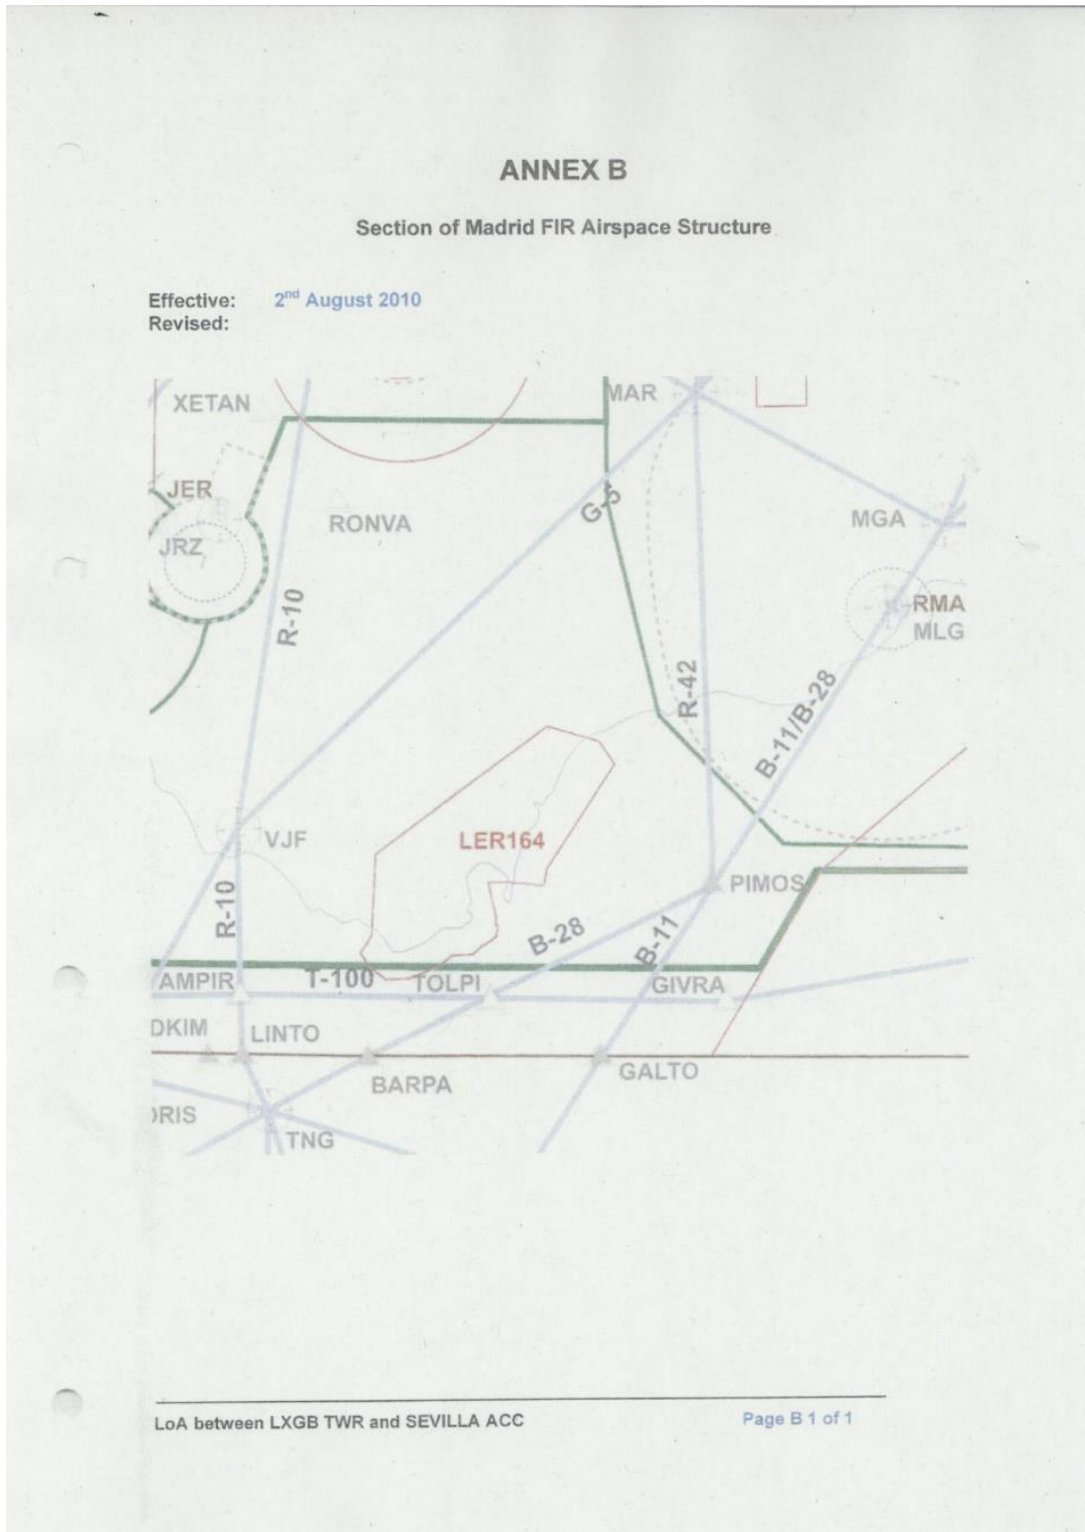 ANNEX B
Section of Madrid FIR Airspace Structure
Effective: 2nd August 2010
Revised:
XETAN
MAR
JER
JRZ
RONVA
G-5
MGA
RMA
MLG
R-10
R-42
B-11/B-28
VJF
LER164
PIMOS
R-10
B-28
B-11
AMPIR
T-100
TOLPI
GIVRA
DKIM
LINTO
BARPA
GALTO
ORIS
TNG
LoA between LXGB TWR and SEVILLA ACC
Page B 1 of 1